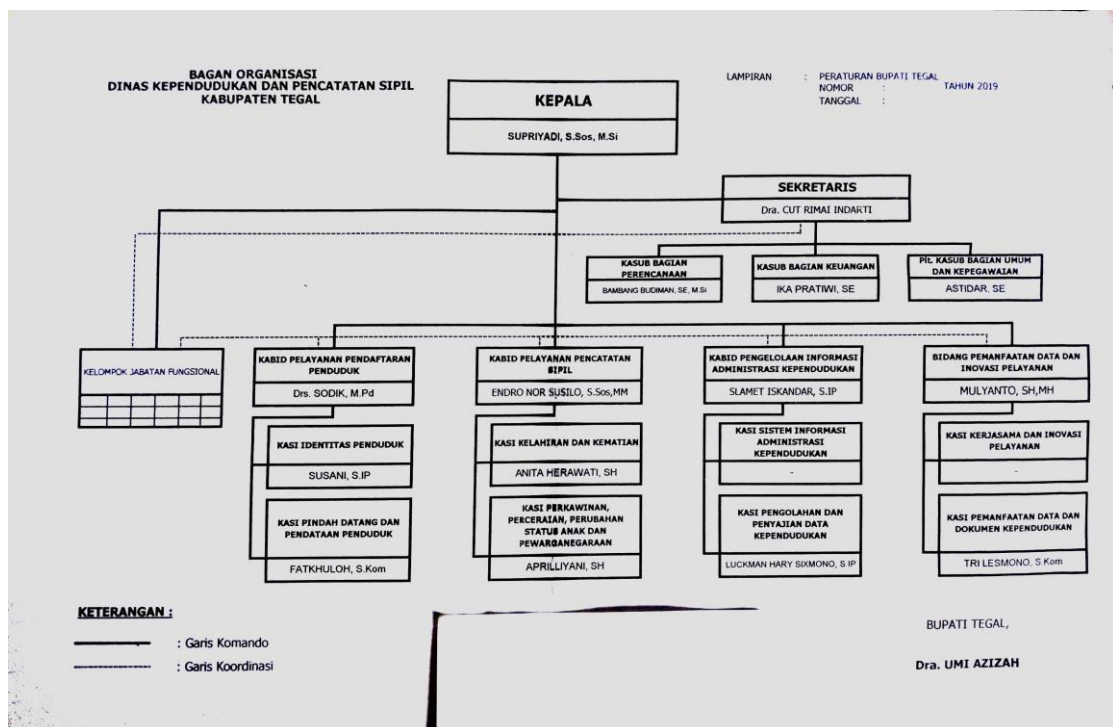 BAGAN ORGANISASI
DINAS KEPENDUDUKAN DAN PENCATATAN SIPIL
KABUPATEN TEGAL
LAMPIRAN : PERATURAN BUPATI TEGAL
NOMOR : TAHUN 2019
TANGGAL :
KEPALA
SUPRIYADI, S.Sos, M.Si
SEKRETARIS
Dra. CUT RIMAI INDARTI
KASUB BAGIAN
PERENCANAAN
BAMBANG BUDIMAN, SE, M.Si
KASUB BAGIAN KEUANGAN
IKA PRATIWI, SE
Plt. KASUB BAGIAN UMUM
DAN KEPEGAWAIAN
ASTIDAR, SE
KELOMPOK JABATAN FUNGSIONAL
KABID PELAYANAN PENDAFTARAN
PENDUDUK
Drs. SODIK, M.Pd
KABID PELAYANAN PENCATATAN
SIPIL
ENDRO NOR SUSILO, S.Sos,MM
KABID PENGELOLAAN INFORMASI
ADMINISTRASI KEPENDUDUKAN
SLAMET ISKANDAR, S.IP
BIDANG PEMANFAATAN DATA DAN
INOVASI PELAYANAN
MULYANTO, SH,MH
KASI IDENTITAS PENDUDUK
SUSANI, S.IP
KASI KELAHIRAN DAN KEMATIAN
ANITA HERAWATI, SH
KASI SISTEM INFORMASI
ADMINISTRASI
KEPENDUDUKAN
-
KASI KERJASAMA DAN INOVASI
PELAYANAN
-
KASI PINDAH DATANG DAN
PENDATAAN PENDUDUK
FATKHULOH, S.Kom
KASI PERKAWINAN,
PERCERAIAN, PERUBAHAN
STATUS ANAK DAN
PEWARGANEGARAAN
APRILLIYANI, SH
KASI PENGOLAHAN DAN
PENYAJIAN DATA
KEPENDUDUKAN
LUCKMAN HARY SIXMONO, S IP
KASI PEMANFAATAN DATA DAN
DOKUMEN KEPENDUDUKAN
TRI LESMONO, S.Kom
KETERANGAN :
: Garis Komando
: Garis Koordinasi
BUPATI TEGAL,
Dra. UMI AZIZAH